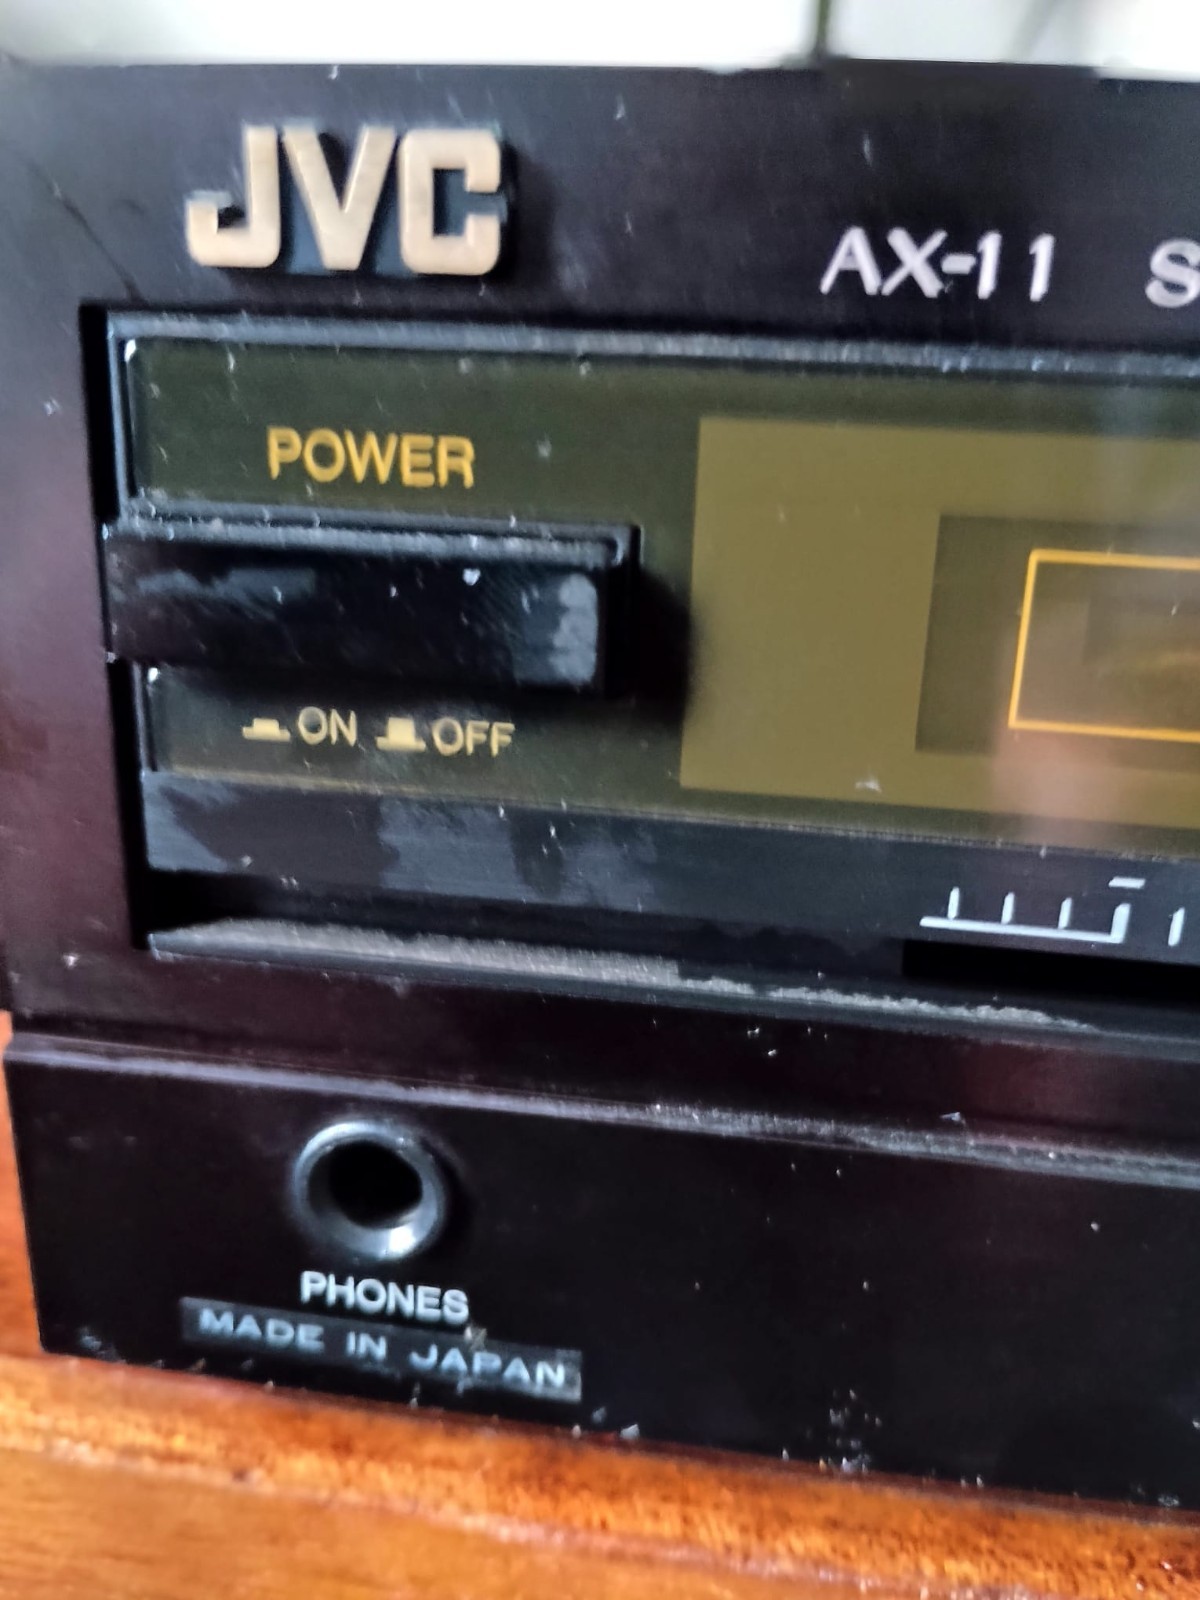 JVC
AX-11 S
POWER
ON OFF
PHONES
MADE IN JAPAN